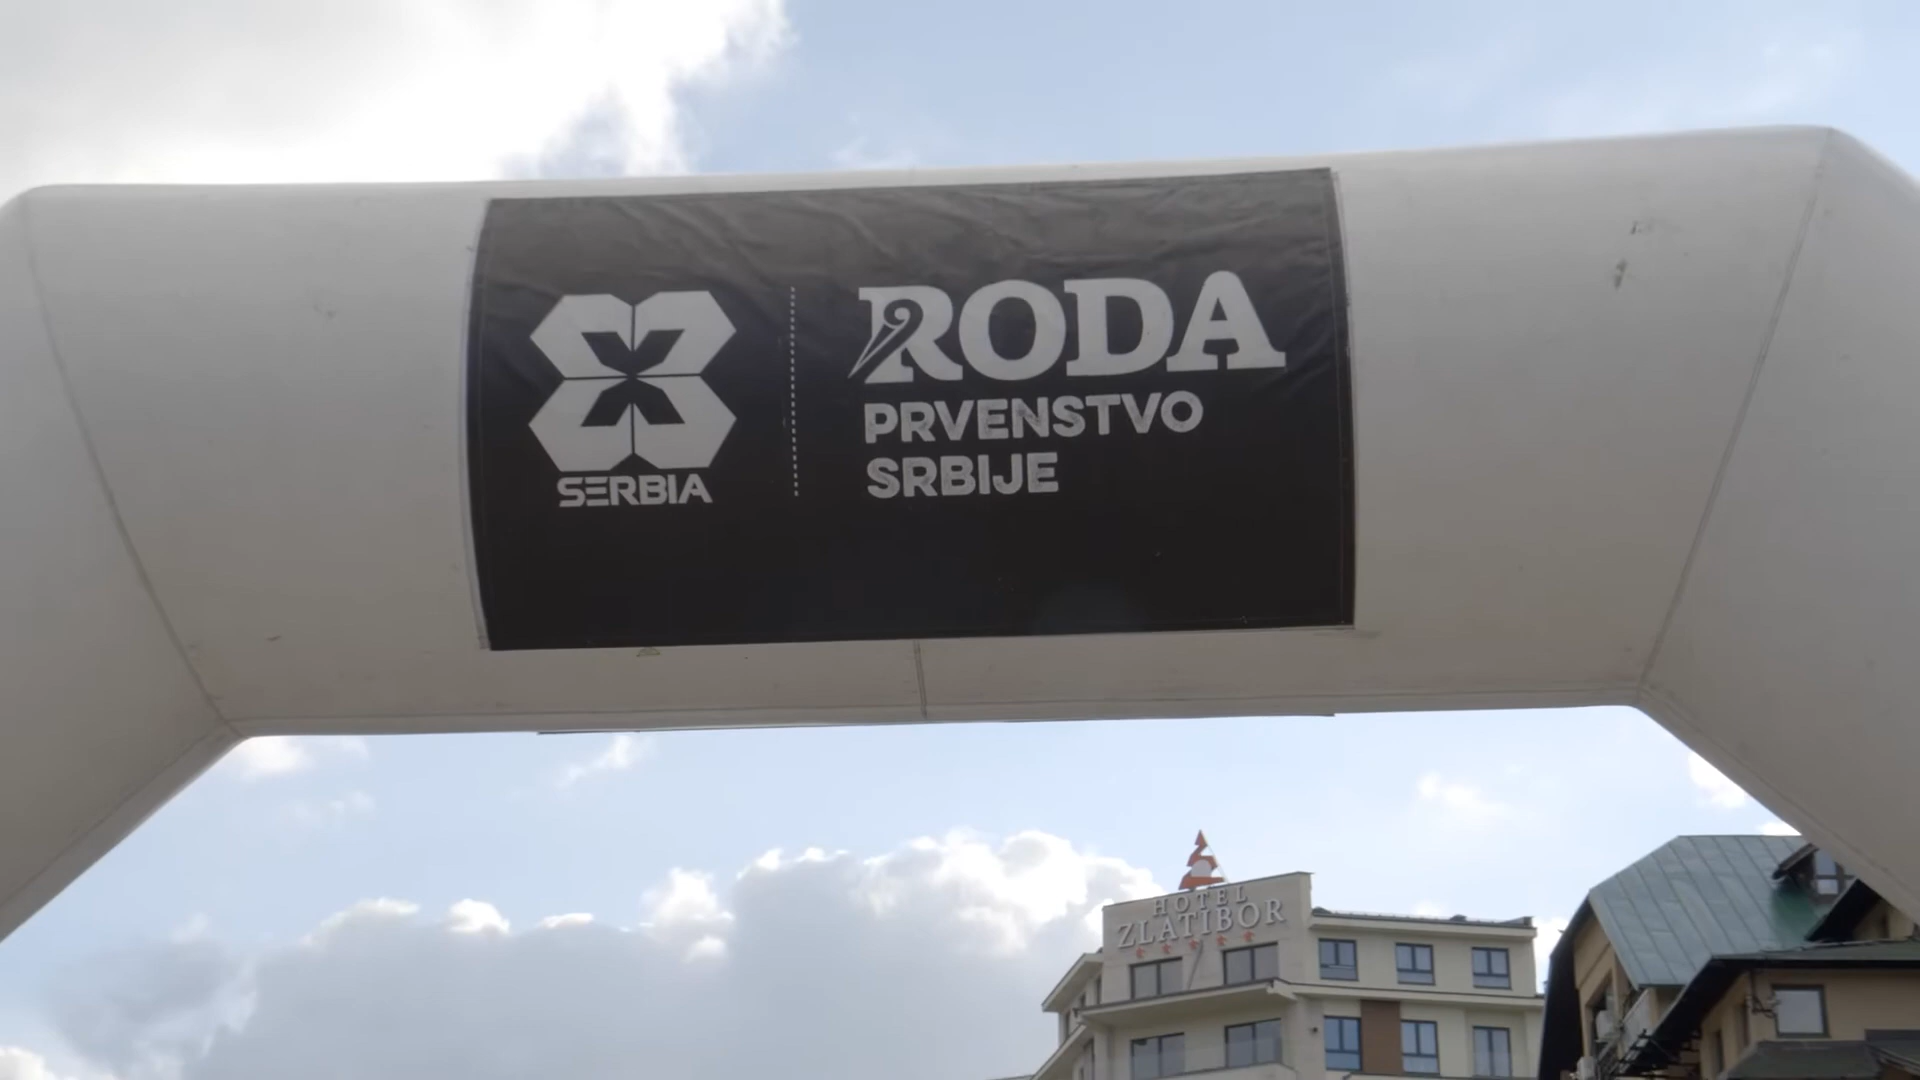 SERBIA
RODA
PRVENSTVO
SRBIJE
HOTEL
ZLATIBOR